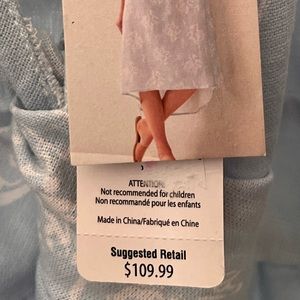 ATTENTION:
Not recommended for children
Non recommandé pour les enfants
Made in China/Fabriqué en Chine
Suggested Retail
$109.99